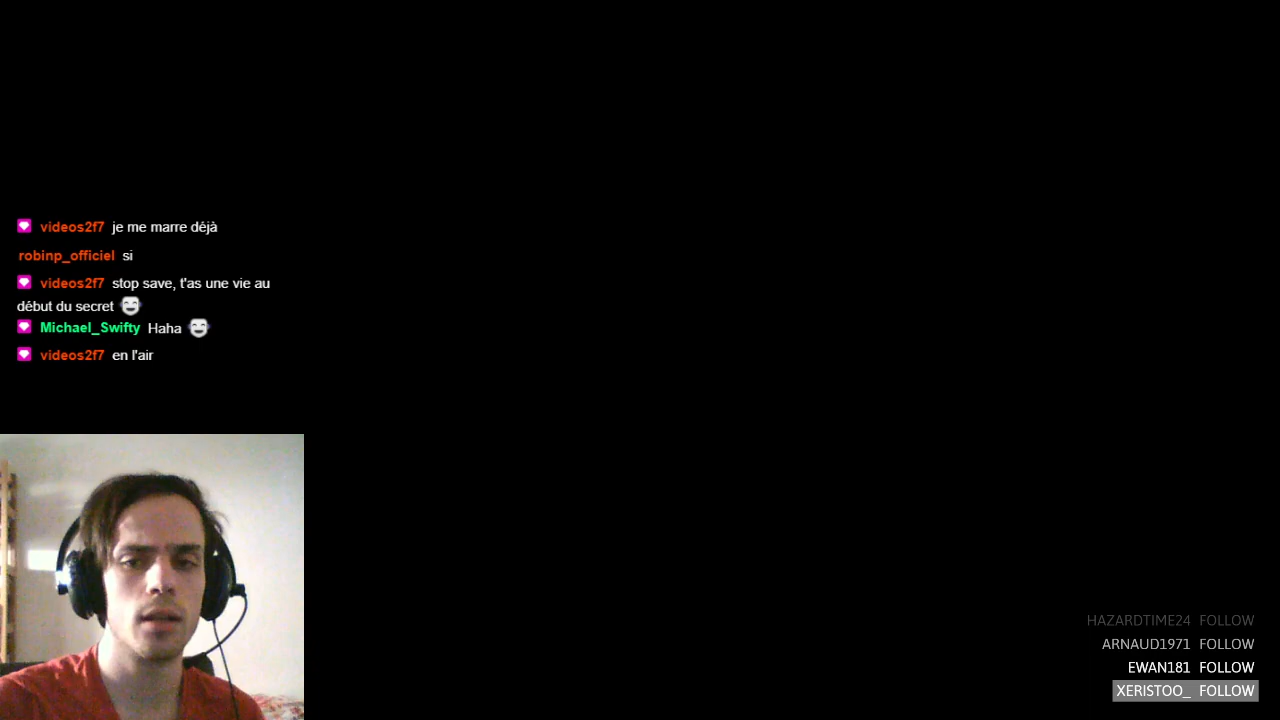 videos2f7 je me marre déjà
robinp_officiel si
videos2f7 stop save, t'as une vie au
début du secret
Michael_Swifty Haha
videos2f7 en l'air
HAZARDTIME24 FOLLOW
ARNAUD1971 FOLLOW
EWAN181 FOLLOW
XERISTOO_ FOLLOW